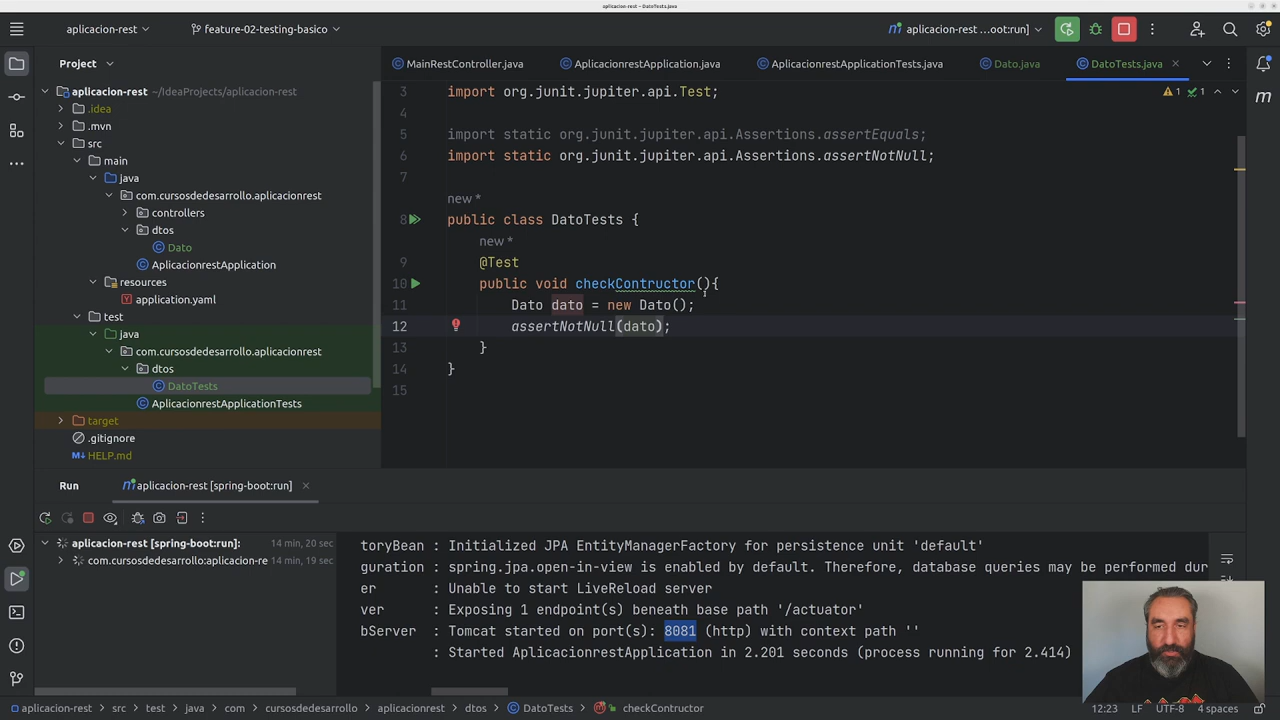 aplicacion-rest – DatoTests.java
aplicacion-rest
feature-02-testing-basico
aplicacion-rest ...oot:run]
Project
MainRestController.java
AplicacionrestApplication.java
AplicacionrestApplicationTests.java
Dato.java
DatoTests.java
aplicacion-rest ~/IdeaProjects/aplicacion-rest
.idea
.mvn
src
main
java
com.cursosdedesarrollo.aplicacionrest
controllers
dtos
Dato
AplicacionrestApplication
resources
application.yaml
test
java
com.cursosdedesarrollo.aplicacionrest
dtos
DatoTests
AplicacionrestApplicationTests
target
.gitignore
HELP.md
1 1
3 import org.junit.jupiter.api.Test;
4
5 import static org.junit.jupiter.api.Assertions.assertEquals;
6 import static org.junit.jupiter.api.Assertions.assertNotNull;
7
new *
8 public class DatoTests {
new *
9 @Test
10 public void checkContructor(){
11 Dato dato = new Dato();
12 assertNotNull(dato);
13 }
14 }
15
Run
aplicacion-rest [spring-boot:run]
aplicacion-rest [spring-boot:run]: 14 min, 20 sec
com.cursosdedesarrollo:aplicacion-re 14 min, 19 sec
toryBean : Initialized JPA EntityManagerFactory for persistence unit 'default'
guration : spring.jpa.open-in-view is enabled by default. Therefore, database queries may be performed dur
er : Unable to start LiveReload server
ver : Exposing 1 endpoint(s) beneath base path '/actuator'
bServer : Tomcat started on port(s): 8081 (http) with context path ''
: Started AplicacionrestApplication in 2.201 seconds (process running for 2.414)
aplicacion-rest > src > test > java > com > cursosdedesarrollo > aplicacionrest > dtos > DatoTests > checkContructor
12:23 LF UTF-8 4 spaces